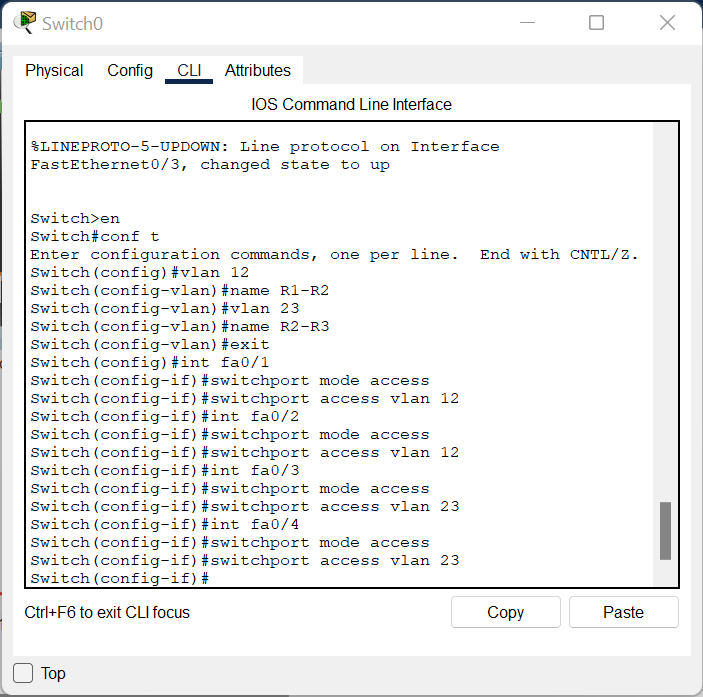 Switch0
Physical Config CLI Attributes
IOS Command Line Interface
%LINEPROTO-5-UPDOWN: Line protocol on Interface
FastEthernet0/3, changed state to up
Switch>en
Switch#conf t
Enter configuration commands, one per line.  End with CNTL/Z.
Switch(config)#vlan 12
Switch(config-vlan)#name R1-R2
Switch(config-vlan)#vlan 23
Switch(config-vlan)#name R2-R3
Switch(config-vlan)#exit
Switch(config)#int fa0/1
Switch(config-if)#switchport mode access
Switch(config-if)#switchport access vlan 12
Switch(config-if)#int fa0/2
Switch(config-if)#switchport mode access
Switch(config-if)#switchport access vlan 12
Switch(config-if)#int fa0/3
Switch(config-if)#switchport mode access
Switch(config-if)#switchport access vlan 23
Switch(config-if)#int fa0/4
Switch(config-if)#switchport mode access
Switch(config-if)#switchport access vlan 23
Switch(config-if)#
Ctrl+F6 to exit CLI focus
Copy Paste
Top